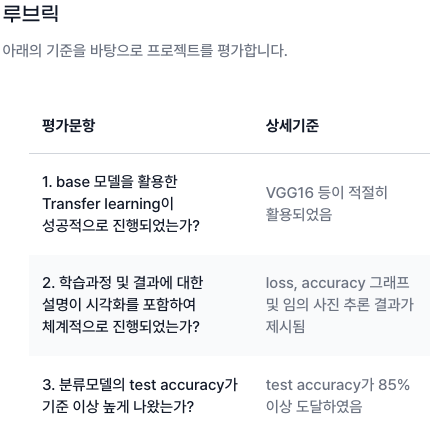 루브릭
아래의 기준을 바탕으로 프로젝트를 평가합니다.
평가문항
상세기준
1. base 모델을 활용한
Transfer learning이
성공적으로 진행되었는가?
VGG16 등이 적절히
활용되었음
2. 학습과정 및 결과에 대한
설명이 시각화를 포함하여
체계적으로 진행되었는가?
loss, accuracy 그래프
및 임의 사진 추론 결과가
제시됨
3. 분류모델의 test accuracy가
기준 이상 높게 나왔는가?
test accuracy가 85%
이상 도달하였음